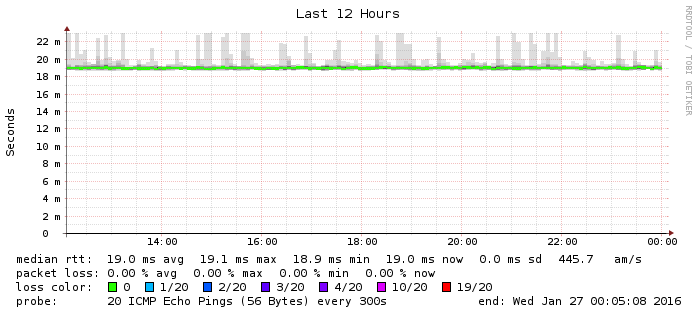 Last 12 Hours
RRDTOOL / TOBI OETIKER
Seconds
22 m
20 m
18 m
16 m
14 m
12 m
10 m
8 m
6 m
4 m
2 m
0
14:00 16:00 18:00 20:00 22:00 00:00
median rtt: 19.0 ms avg 19.1 ms max 18.9 ms min 19.0 ms now 0.0 ms sd 445.7 am/s
packet loss: 0.00 % avg 0.00 % max 0.00 % min 0.00 % now
loss color: 0 1/20 2/20 3/20 4/20 10/20 19/20
probe: 20 ICMP Echo Pings (56 Bytes) every 300s end: Wed Jan 27 00:05:08 2016